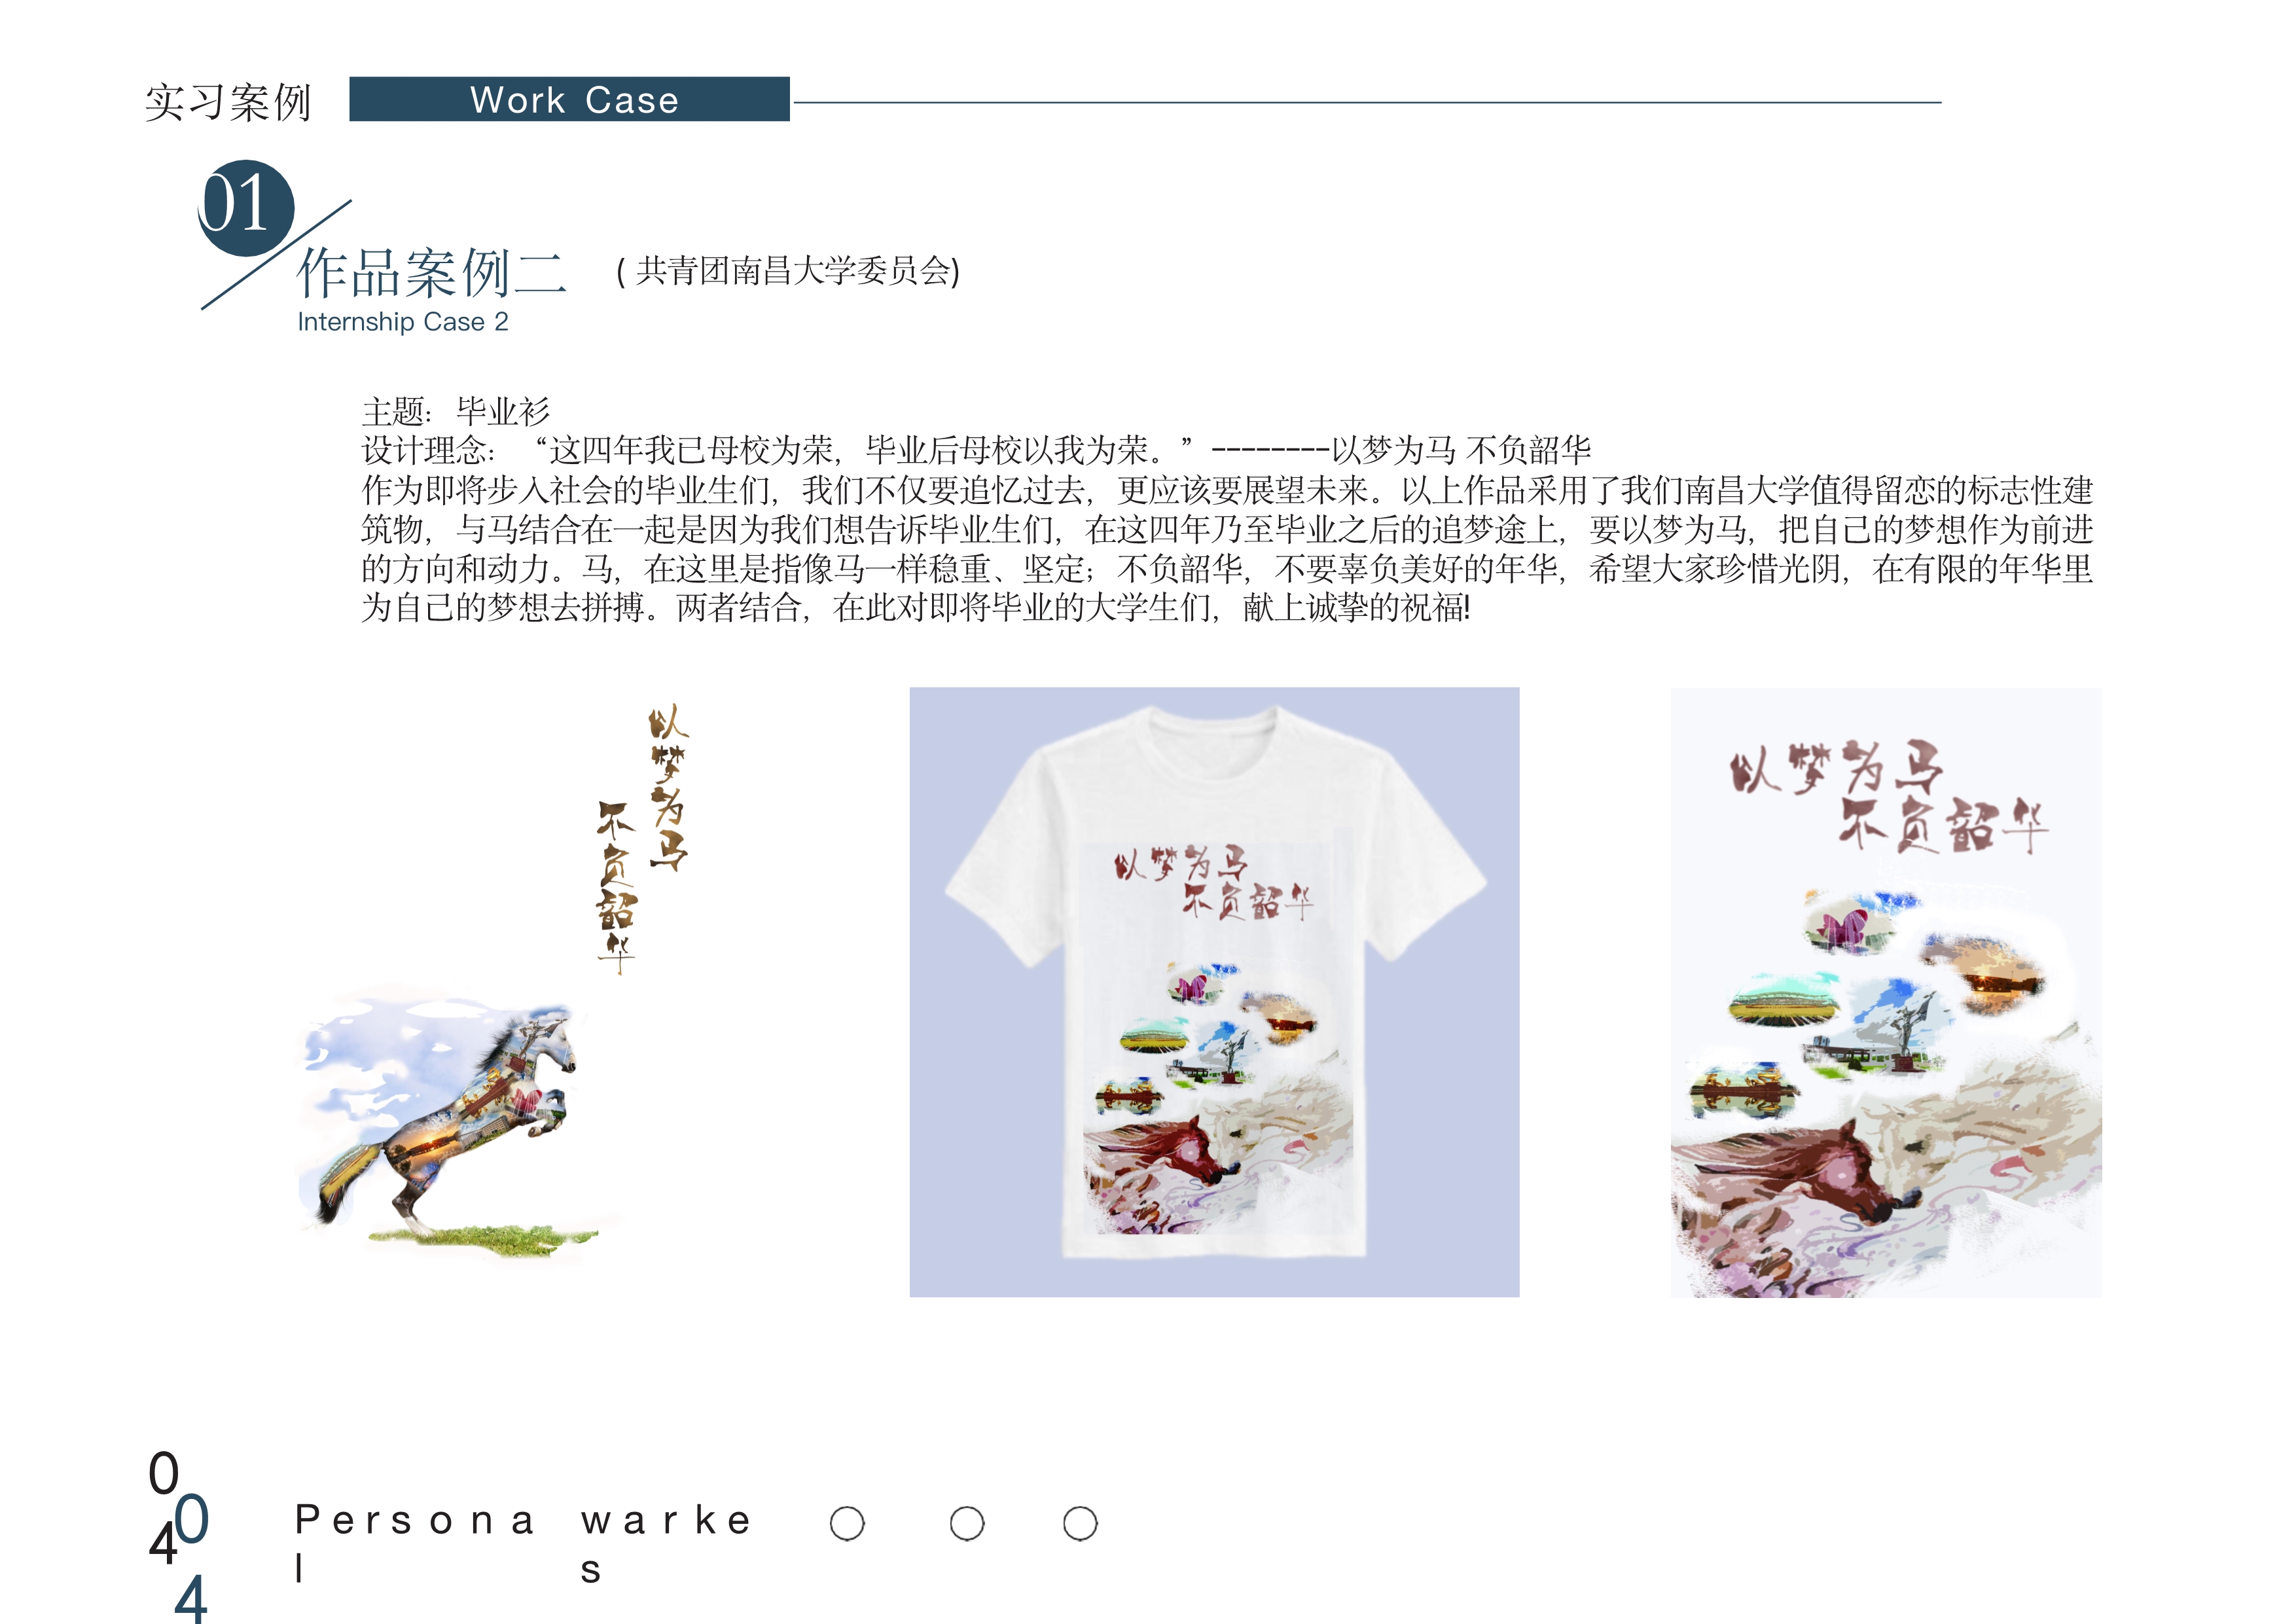 实习案例 Work Case
01
作品案例二 ( 共青团南昌大学委员会)
Internship Case 2
主题：毕业衫
设计理念：“这四年我已母校为荣，毕业后母校以我为荣。”--------以梦为马 不负韶华
作为即将步入社会的毕业生们，我们不仅要追忆过去，更应该要展望未来。以上作品采用了我们南昌大学值得留恋的标志性建
筑物，与马结合在一起是因为我们想告诉毕业生们，在这四年乃至毕业之后的追梦途上，要以梦为马，把自己的梦想作为前进
的方向和动力。马，在这里是指像马一样稳重、坚定；不负韶华，不要辜负美好的年华，希望大家珍惜光阴，在有限的年华里
为自己的梦想去拼搏。两者结合，在此对即将毕业的大学生们，献上诚挚的祝福!
以梦为马
不负韶华
以梦为马
不负韶华
以梦为马
不负韶华
04
04
Personal
warkes